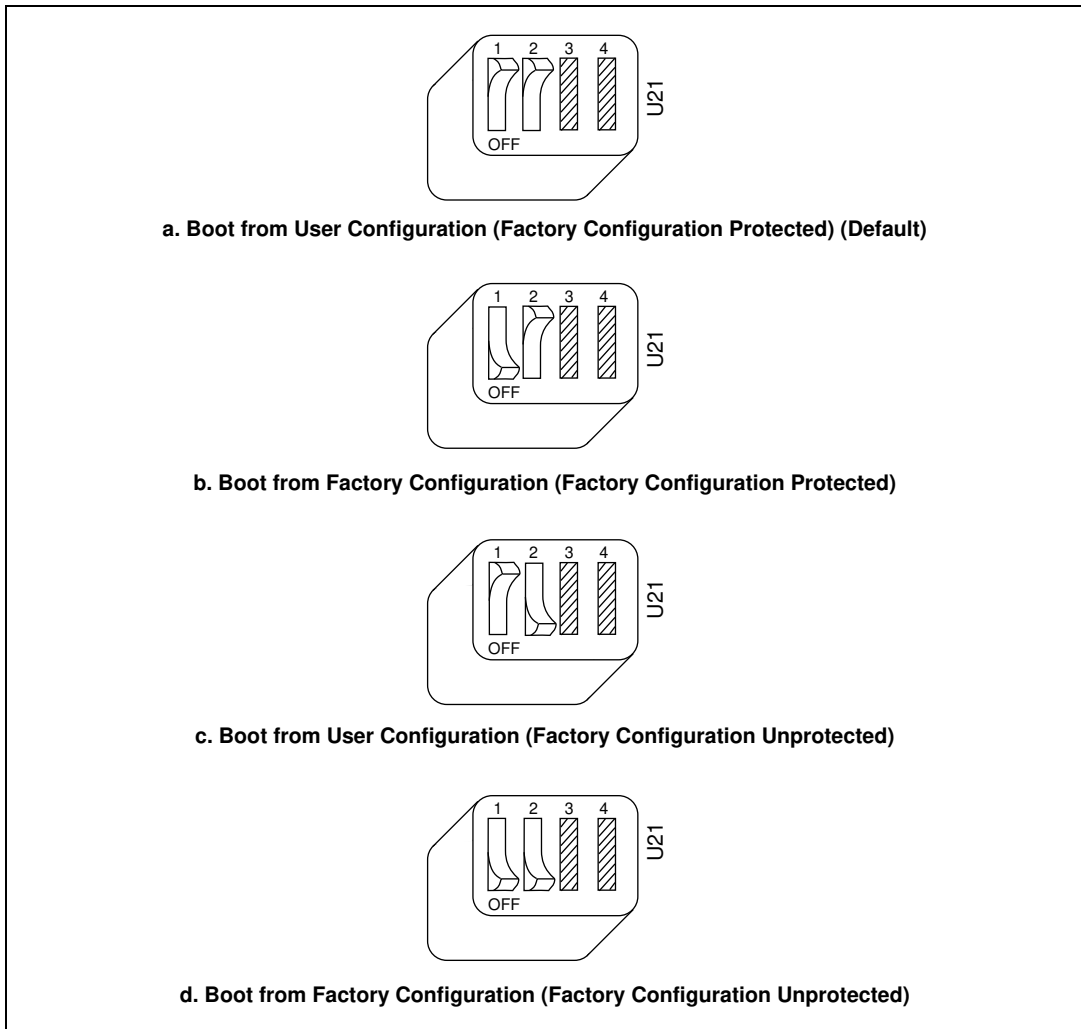 1 2 3 4
U21
OFF
a. Boot from User Configuration (Factory Configuration Protected) (Default)
1 2 3 4
U21
OFF
b. Boot from Factory Configuration (Factory Configuration Protected)
1 2 3 4
U21
OFF
c. Boot from User Configuration (Factory Configuration Unprotected)
1 2 3 4
U21
OFF
d. Boot from Factory Configuration (Factory Configuration Unprotected)